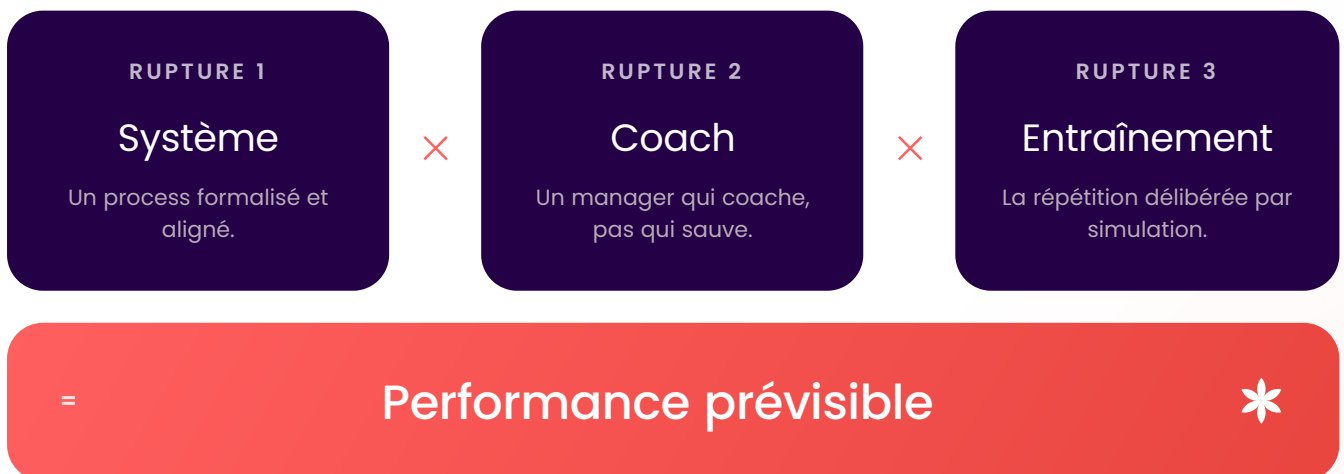 RUPTURE 1
Système
Un process formalisé et
aligné.
×
RUPTURE 2
Coach
Un manager qui coache,
pas qui sauve.
×
RUPTURE 3
Entraînement
La répétition délibérée par
simulation.
= Performance prévisible